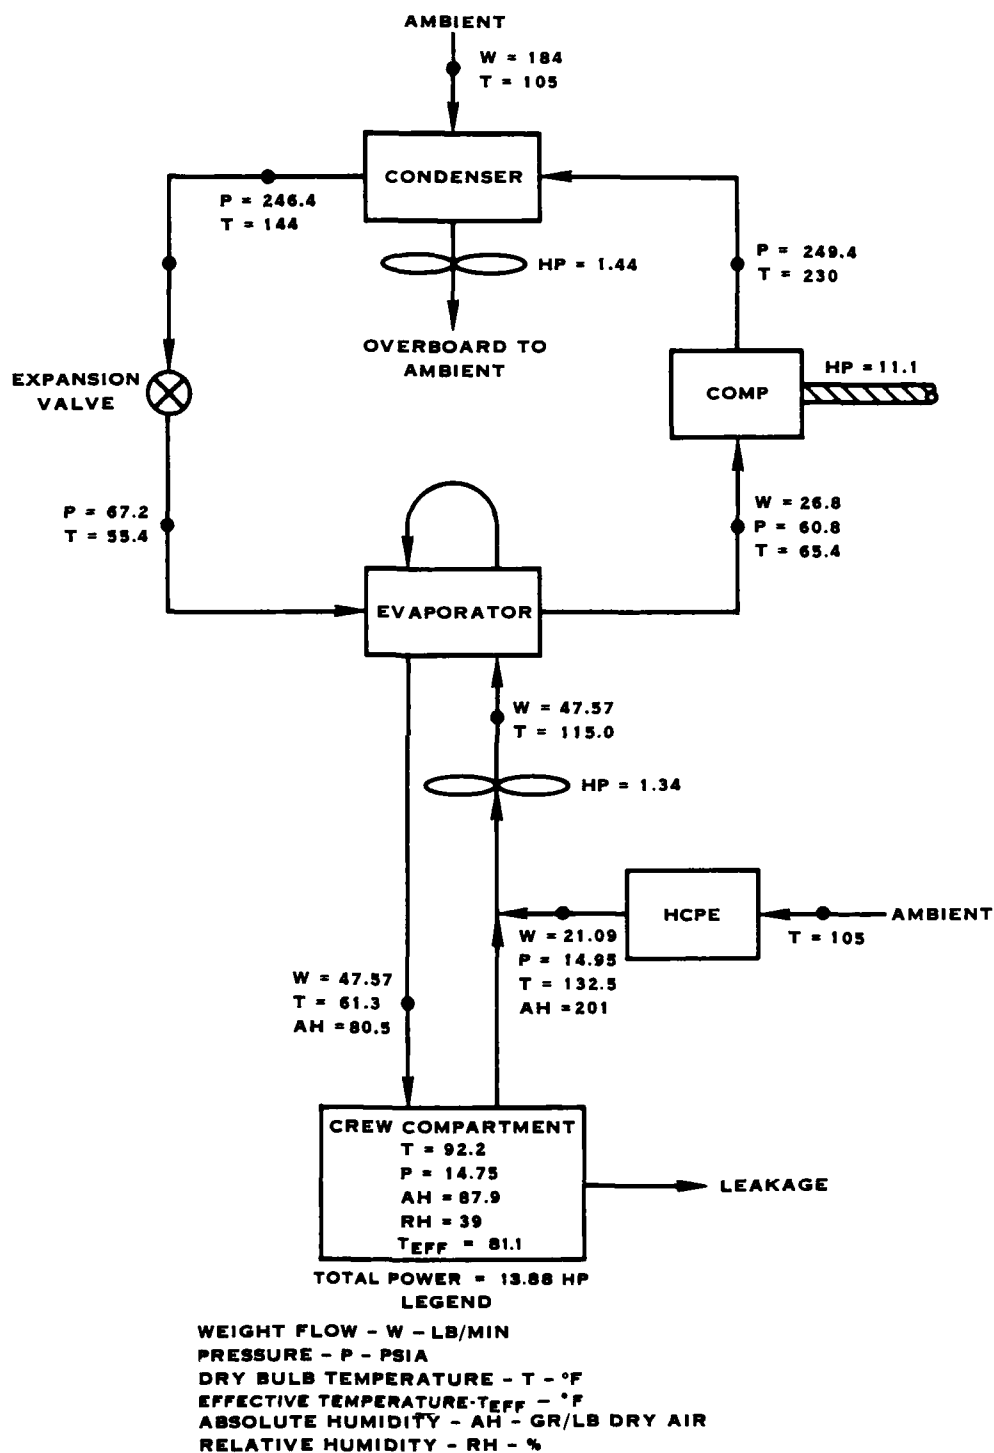 AMBIENT
W = 184
T = 105
CONDENSER
P = 246.4
T = 144
P = 249.4
T = 230
HP = 1.44
OVERBOARD TO
AMBIENT
EXPANSION
VALVE
COMP
HP = 11.1
P = 67.2
T = 55.4
W = 26.8
P = 60.8
T = 65.4
EVAPORATOR
W = 47.57
T = 115.0
HP = 1.34
HCPE
AMBIENT
T = 105
W = 21.09
P = 14.95
T = 132.5
AH = 201
W = 47.57
T = 61.3
AH = 80.5
CREW COMPARTMENT
T = 92.2
P = 14.75
AH = 87.9
RH = 39
TEFF = 81.1
LEAKAGE
TOTAL POWER = 13.88 HP
LEGEND
WEIGHT FLOW - W - LB/MIN
PRESSURE - P - PSIA
DRY BULB TEMPERATURE - T - °F
EFFECTIVE TEMPERATURE-TEFF - °F
ABSOLUTE HUMIDITY - AH - GR/LB DRY AIR
RELATIVE HUMIDITY - RH - %